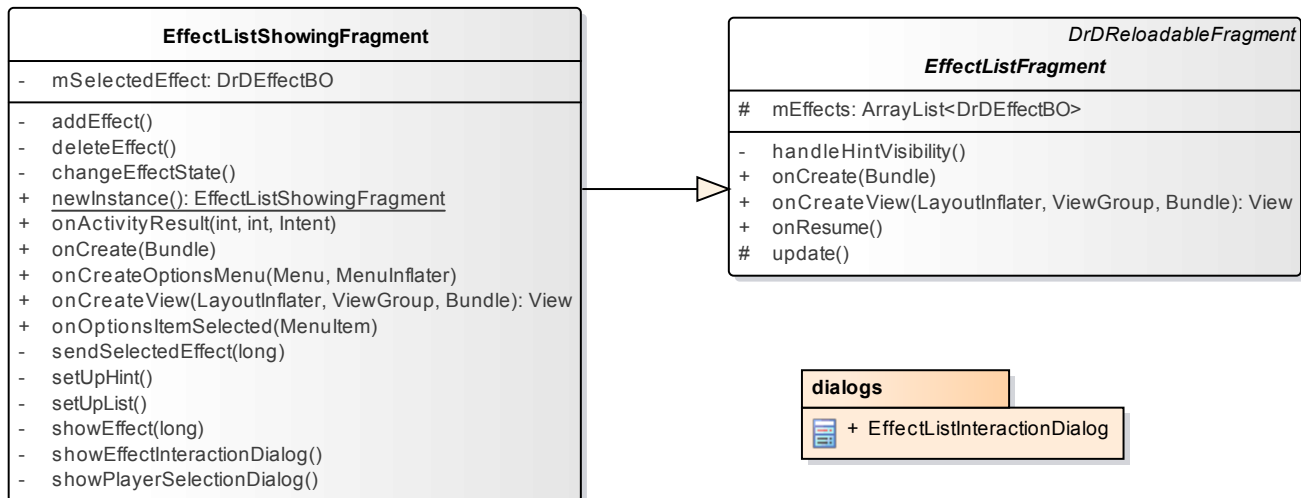 EffectListShowingFragment
- mSelectedEffect: DrDEffectBO
- addEffect()
- deleteEffect()
- changeEffectState()
+ newInstance(): EffectListShowingFragment
+ onActivityResult(int, int, Intent)
+ onCreate(Bundle)
+ onCreateOptionsMenu(Menu, MenuInflater)
+ onCreateView(LayoutInflater, ViewGroup, Bundle): View
+ onOptionsItemSelected(MenuItem)
- sendSelectedEffect(long)
- setUpHint()
- setUpList()
- showEffect(long)
- showEffectInteractionDialog()
- showPlayerSelectionDialog()
DrDReloadableFragment
EffectListFragment
# mEffects: ArrayList<DrDEffectBO>
- handleHintVisibility()
+ onCreate(Bundle)
+ onCreateView(LayoutInflater, ViewGroup, Bundle): View
+ onResume()
# update()
dialogs
+ EffectListInteractionDialog